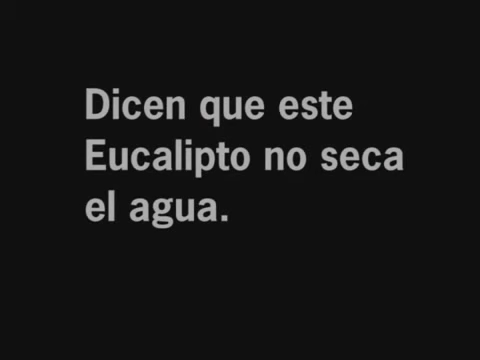 Dicen que este
Eucalipto no seca
el agua.